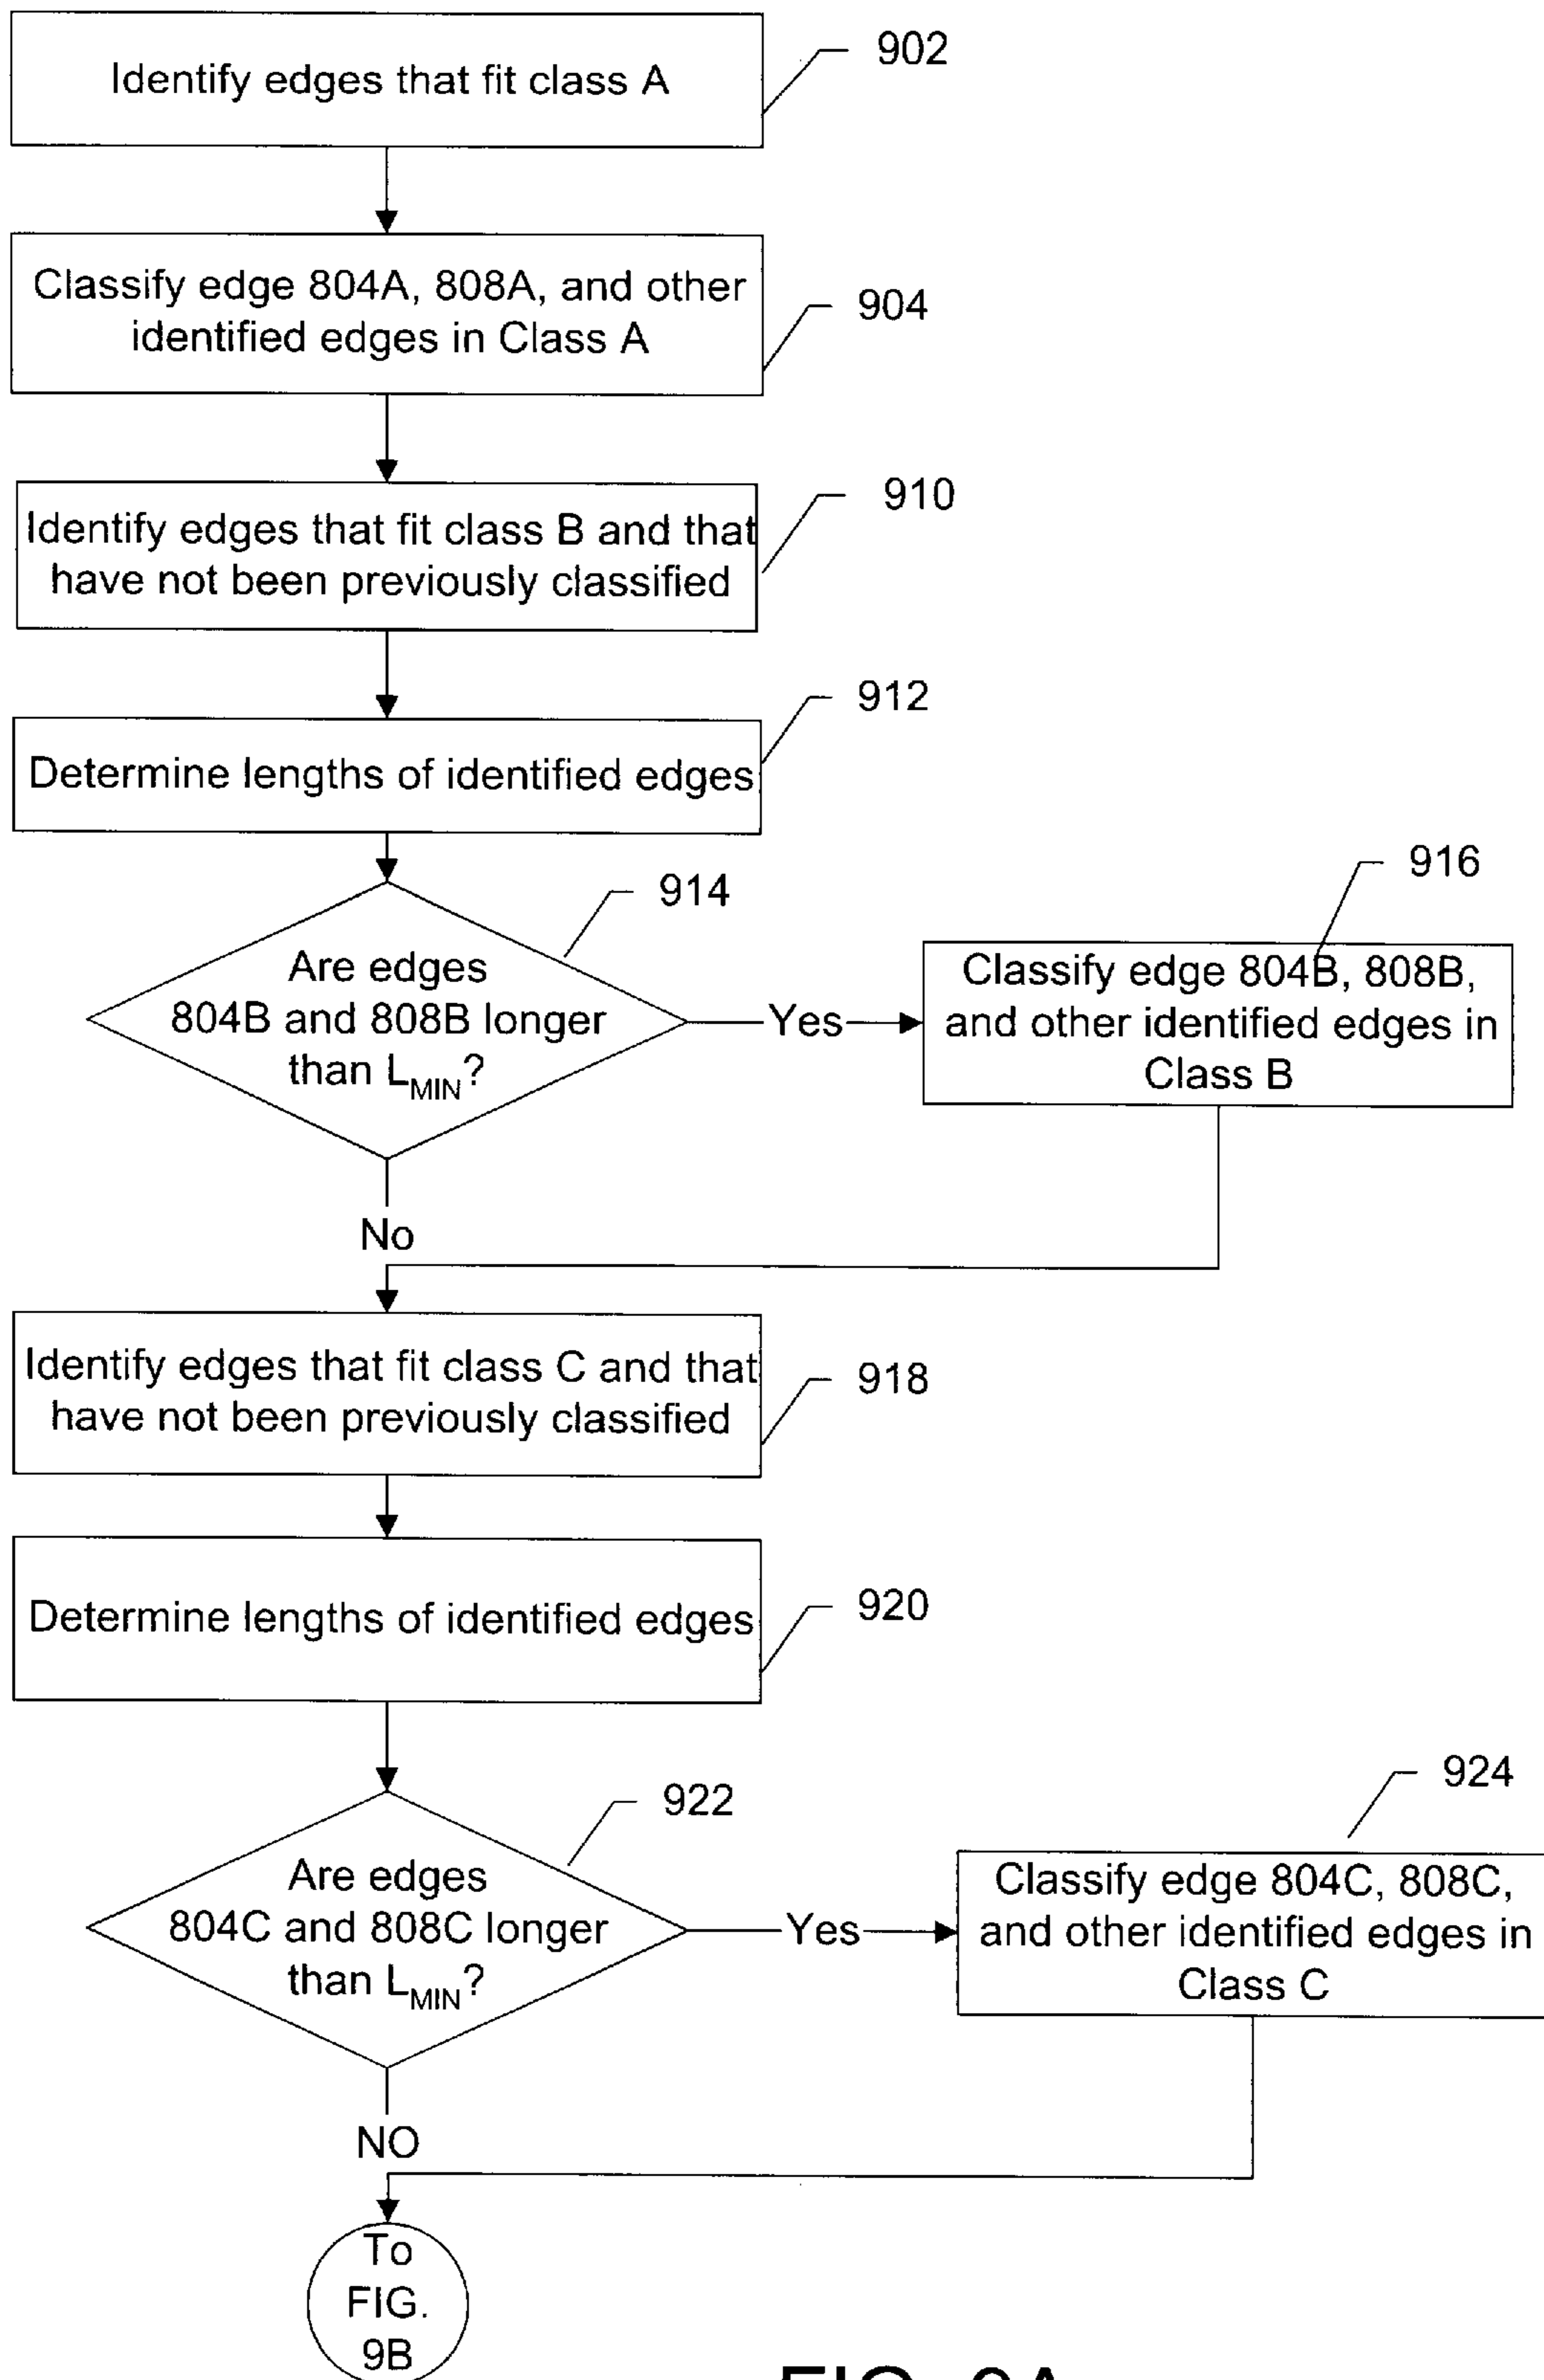 Identify edges that fit class A
902
Classify edge 804A, 808A, and other
identified edges in Class A
904
Identify edges that fit class B and that
have not been previously classified
910
Determine lengths of identified edges
912
Are edges
804B and 808B longer
than LMIN?
914
Yes
Classify edge 804B, 808B,
and other identified edges in
Class B
916
No
Identify edges that fit class C and that
have not been previously classified
918
Determine lengths of identified edges
920
Are edges
804C and 808C longer
than LMIN?
922
Yes
Classify edge 804C, 808C,
and other identified edges in
Class C
924
NO
To
FIG.
9B
FIG. 9A